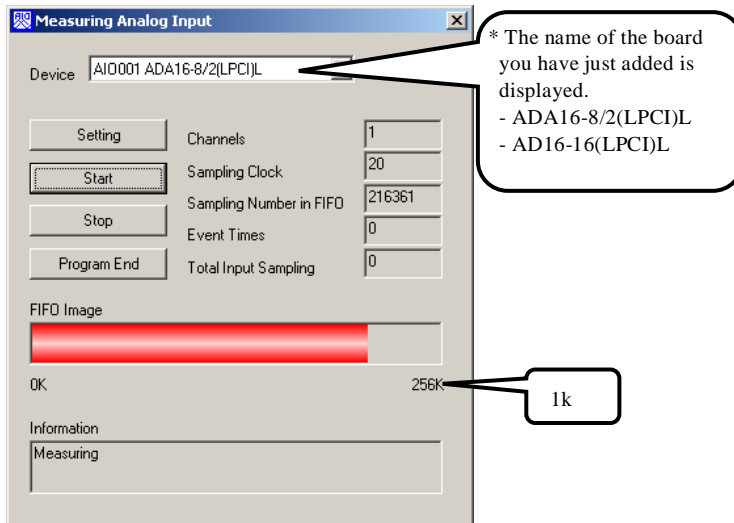 Measuring Analog Input
Device AIO001 ADA16-8/2(LPCI)L
* The name of the board
you have just added is
displayed.
- ADA16-8/2(LPCI)L
- AD16-16(LPCI)L
Setting
Start
Stop
Program End
Channels 1
Sampling Clock 20
Sampling Number in FIFO 216361
Event Times 0
Total Input Sampling 0
FIFO Image
0K 256K
1k
Information
Measuring